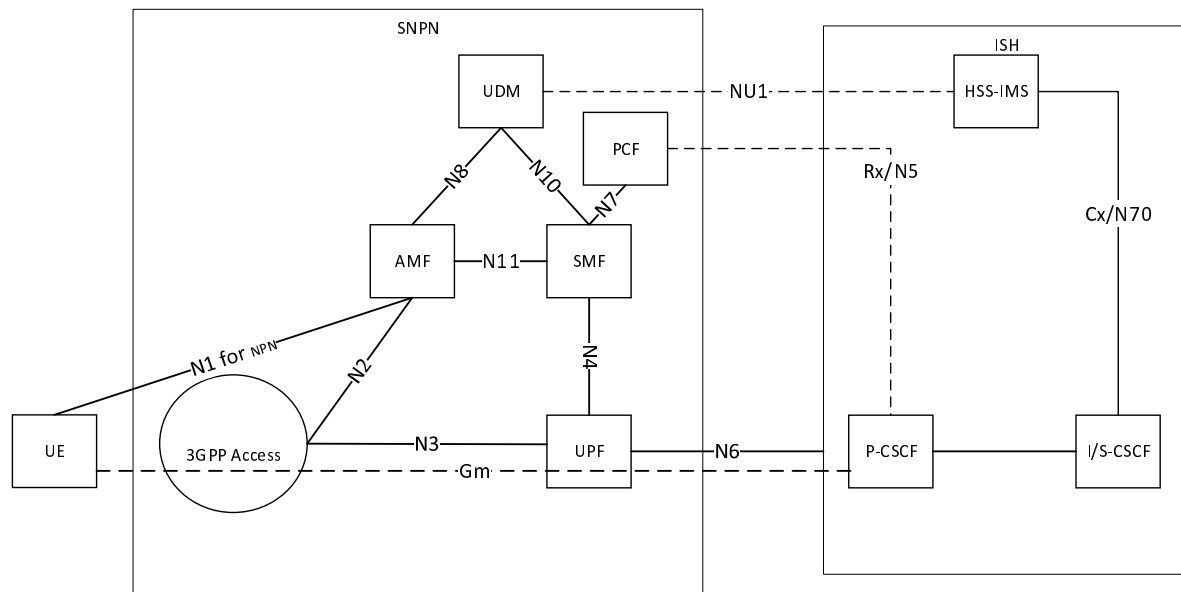 SNPN
ISH
UDM
NU1
HSS-IMS
PCF
Rx/N5
N8
N10
N7
Cx/N70
AMF
N11
SMF
N1 for NPN
N2
N4
UE
3GPP Access
N3
UPF
N6
P-CSCF
I/S-CSCF
Gm